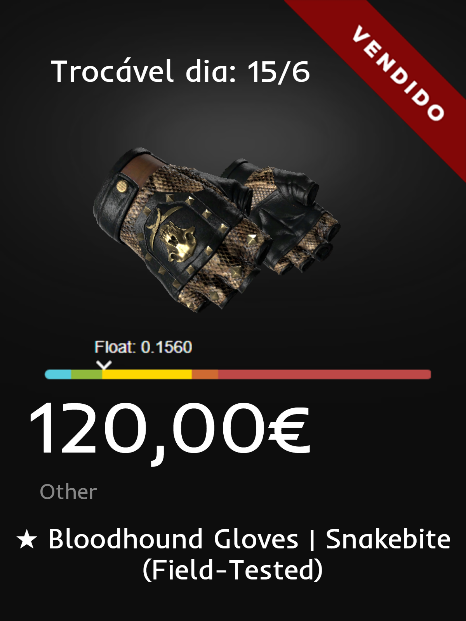 VENDIDO
Trocável dia: 15/6
Float: 0.1560
120,00€
Other
★ Bloodhound Gloves | Snakebite
(Field-Tested)